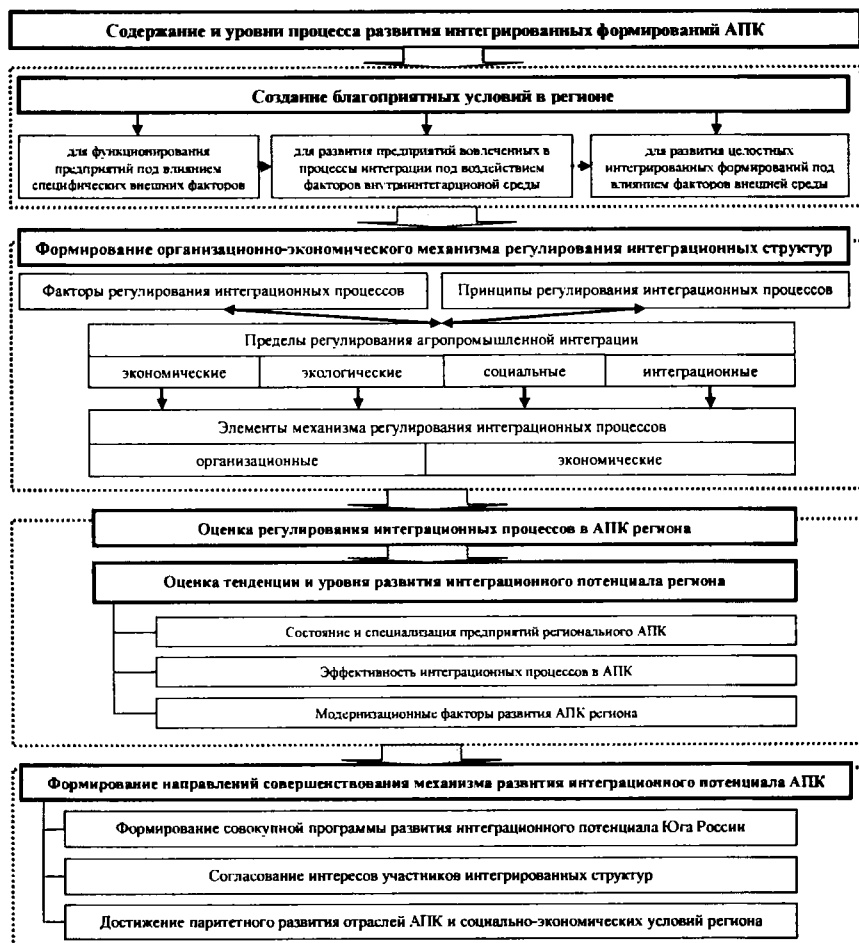 Содержание и уровни процесса развития интегрированных формирований АПК
Создание благоприятных условий в регионе
для функционирования
предприятий под влиянием
специфических внешних факторов
для развития предприятий вовлеченных в
процессы интеграции под воздействием
факторов внутриинтегарционой среды
для развития целостных
интегрированных формирований под
влиянием факторов внешней среды
Формирование организационно-экономического механизма регулирования интеграционных структур
Факторы регулирования интеграционных процессов
Принципы регулирования интеграционных процессов
Пределы регулирования агропромышленной интеграции
экономические
экологические
социальные
интеграционные
Элементы механизма регулирования интеграционных процессов
организационные
экономические
Оценка регулирования интеграционных процессов в АПК региона
Оценка тенденции и уровня развития интеграционного потенциала региона
Состояние и специализация предприятий регионального АПК
Эффективность интеграционных процессов в АПК
Модернизационные факторы развития АПК региона
Формирование направлений совершенствования механизма развития интеграционного потенциала АПК
Формирование совокупной программы развития интеграционного потенциала Юга России
Согласование интересов участников интегрированных структур
Достижение паритетного развития отраслей АПК и социально-экономических условий региона